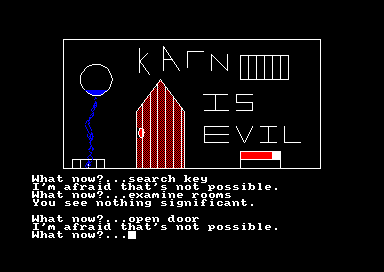 KARN
IS
EVIL
What now?...search key
I'm afraid that's not possible.
What now?...examine rooms
You see nothing significant.
What now?...open door
I'm afraid that's not possible.
What now?...